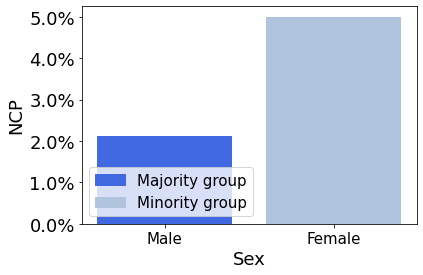 5.0%
4.0%
3.0%
2.0%
1.0%
0.0%
NCP
Majority group
Minority group
Male Female
Sex